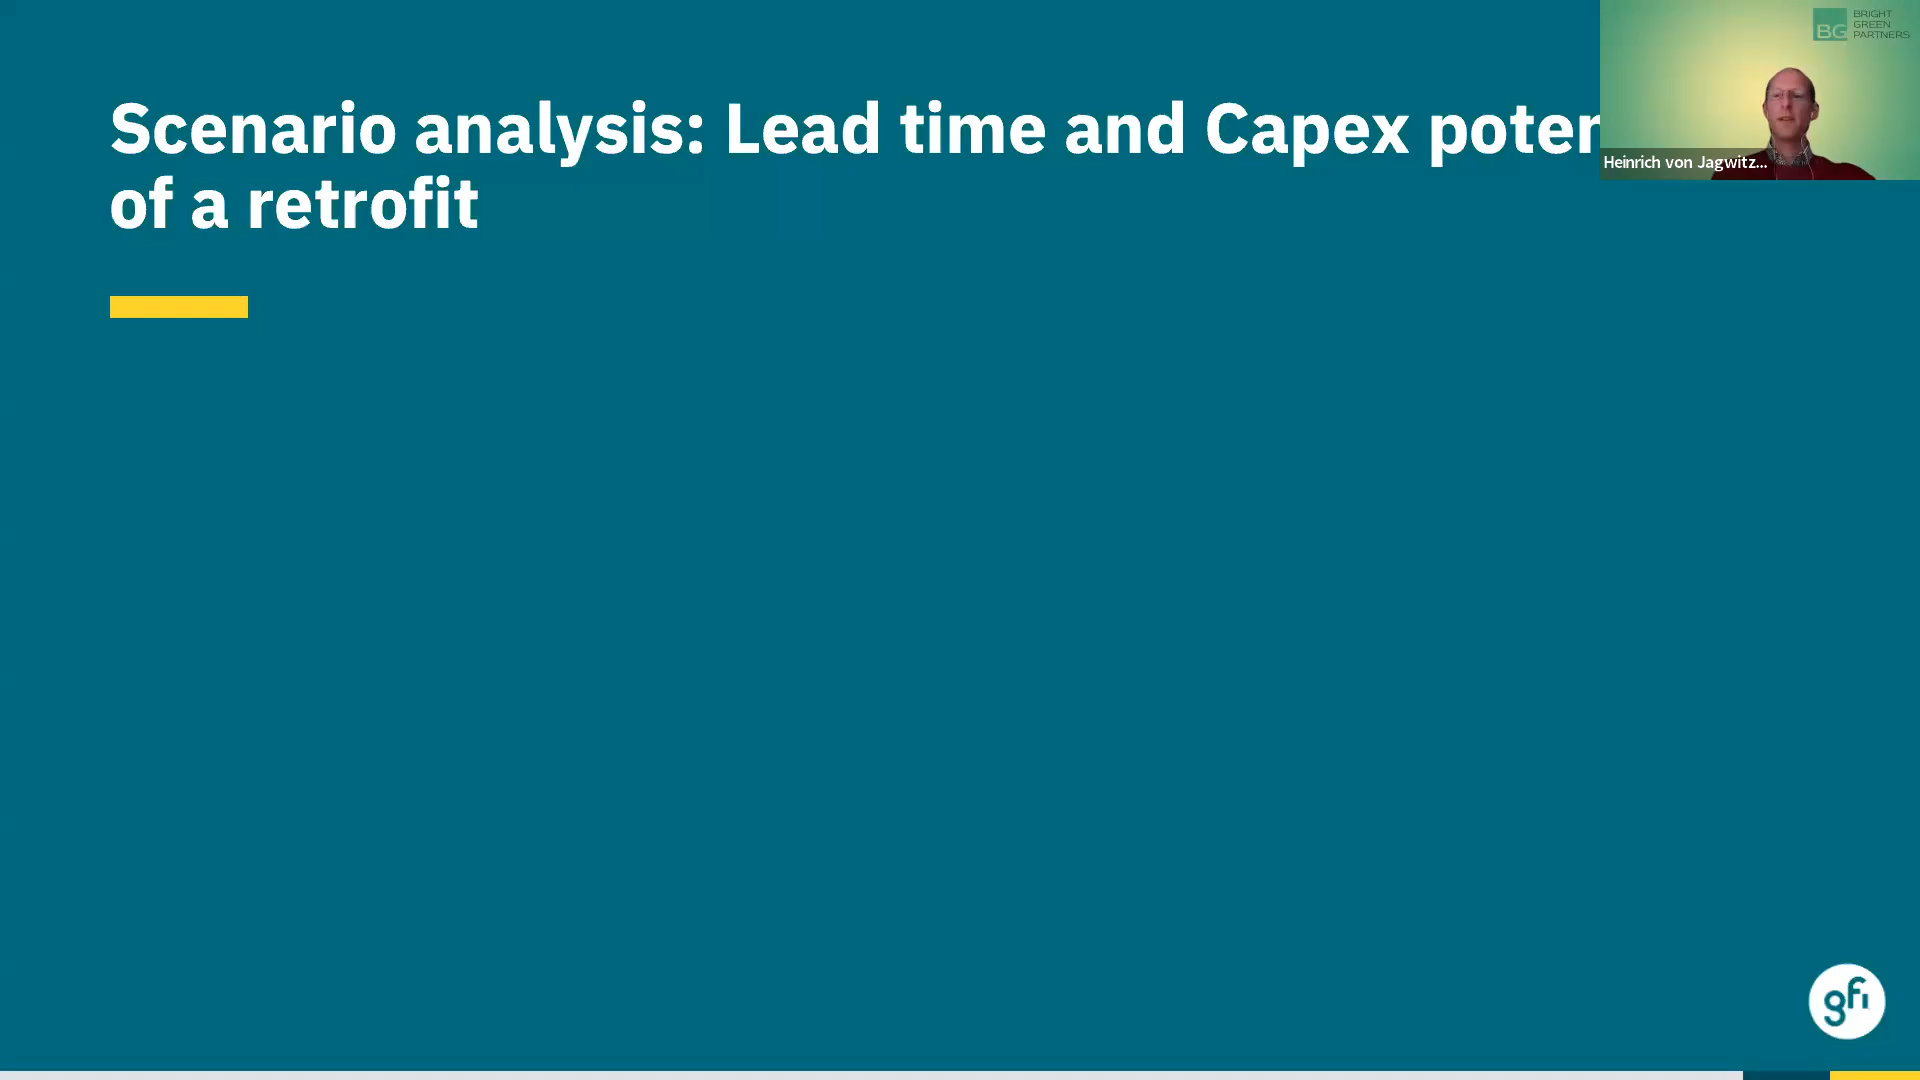 Scenario analysis: Lead time and Capex poten
of a retrofit
BG
BRIGHT
GREEN
PARTNERS
Heinrich von Jagwitz...
gfi